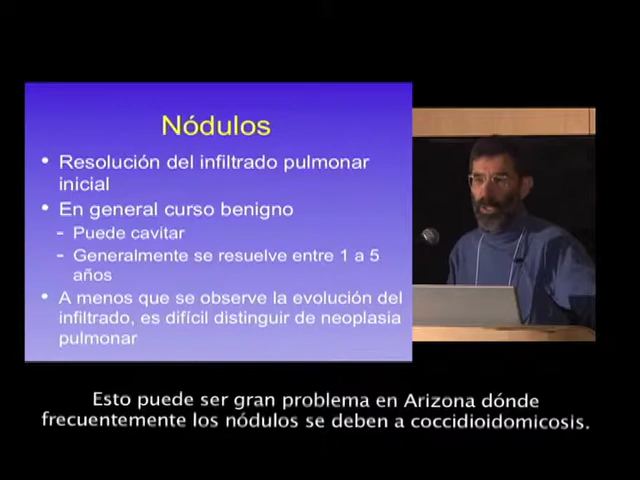 Nódulos
• Resolución del infiltrado pulmonar
inicial
• En general curso benigno
- Puede cavitar
- Generalmente se resuelve entre 1 a 5
años
• A menos que se observe la evolución del
infiltrado, es difícil distinguir de neoplasia
pulmonar
Esto puede ser gran problema en Arizona dónde
frecuentemente los nódulos se deben a coccidioidomicosis.